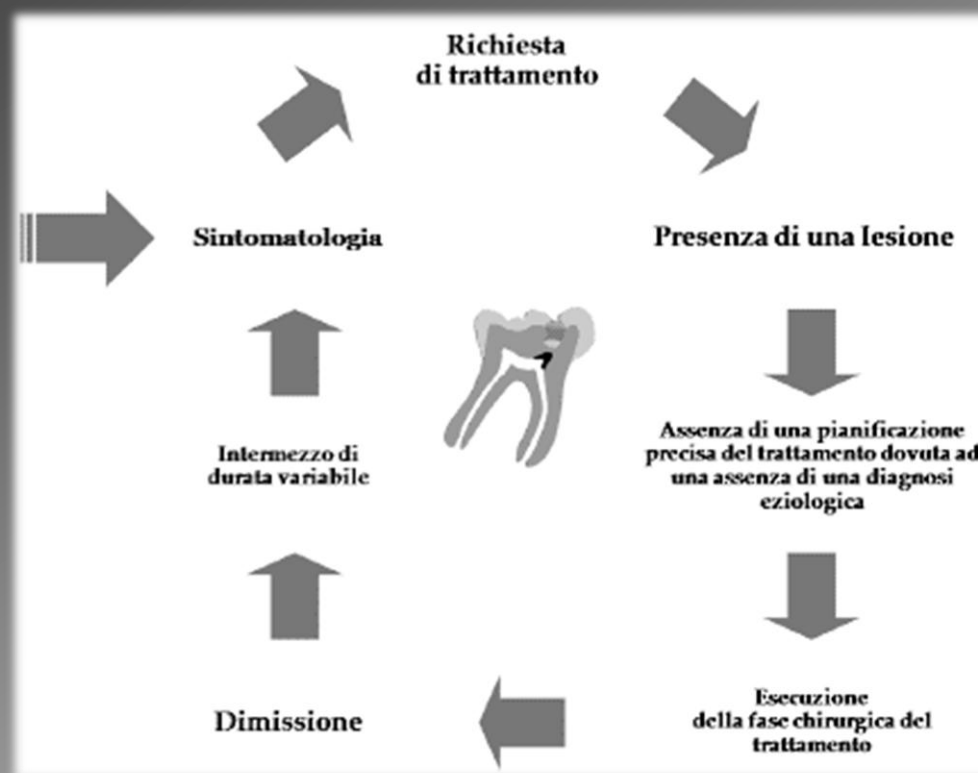 Richiesta
di trattamento
Sintomatologia
Presenza di una lesione
Assenza di una pianificazione
precisa del trattamento dovuta ad
una assenza di una diagnosi
eziologica
Intermezzo di
durata variabile
Dimissione
Esecuzione
della fase chirurgica del
trattamento